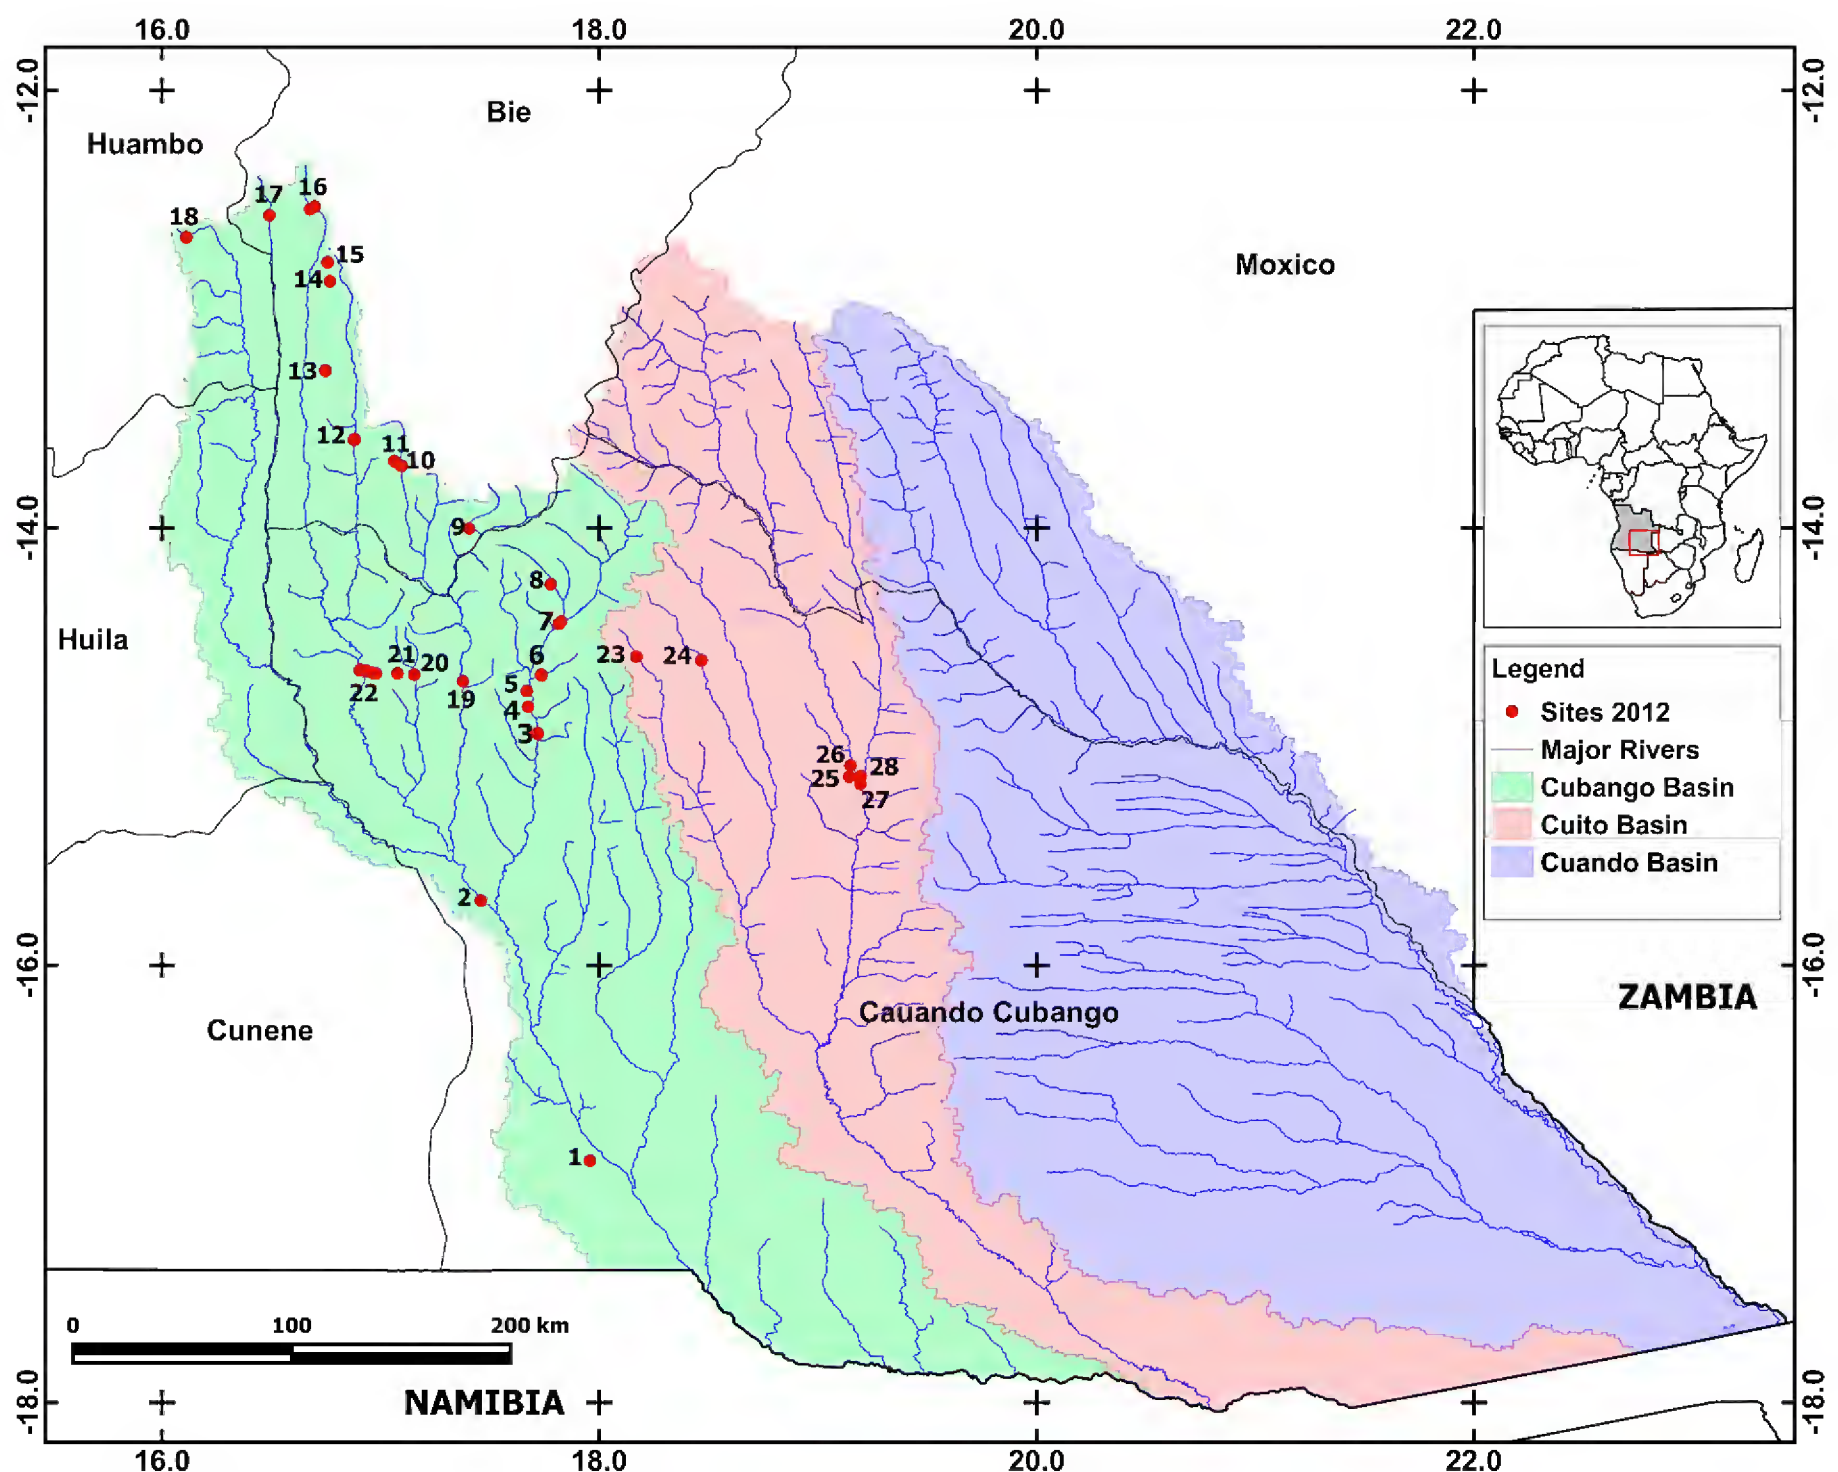 16.0 18.0 20.0 22.0
-12.0 -12.0
Bie
Huambo
16
17
18
15
14
Moxico
13
12
11
10
Legend
Sites 2012
Major Rivers
Cubango Basin
Cuito Basin
Cuando Basin
-14.0 -14.0
9
8
7
Huila
21 20 6 23 24
22 19 5
4
3
26 28
25
27
2
-16.0 -16.0
ZAMBIA
Cauando Cubango
Cunene
1
0 100 200 km
NAMIBIA
-18.0 -18.0
16.0 18.0 20.0 22.0